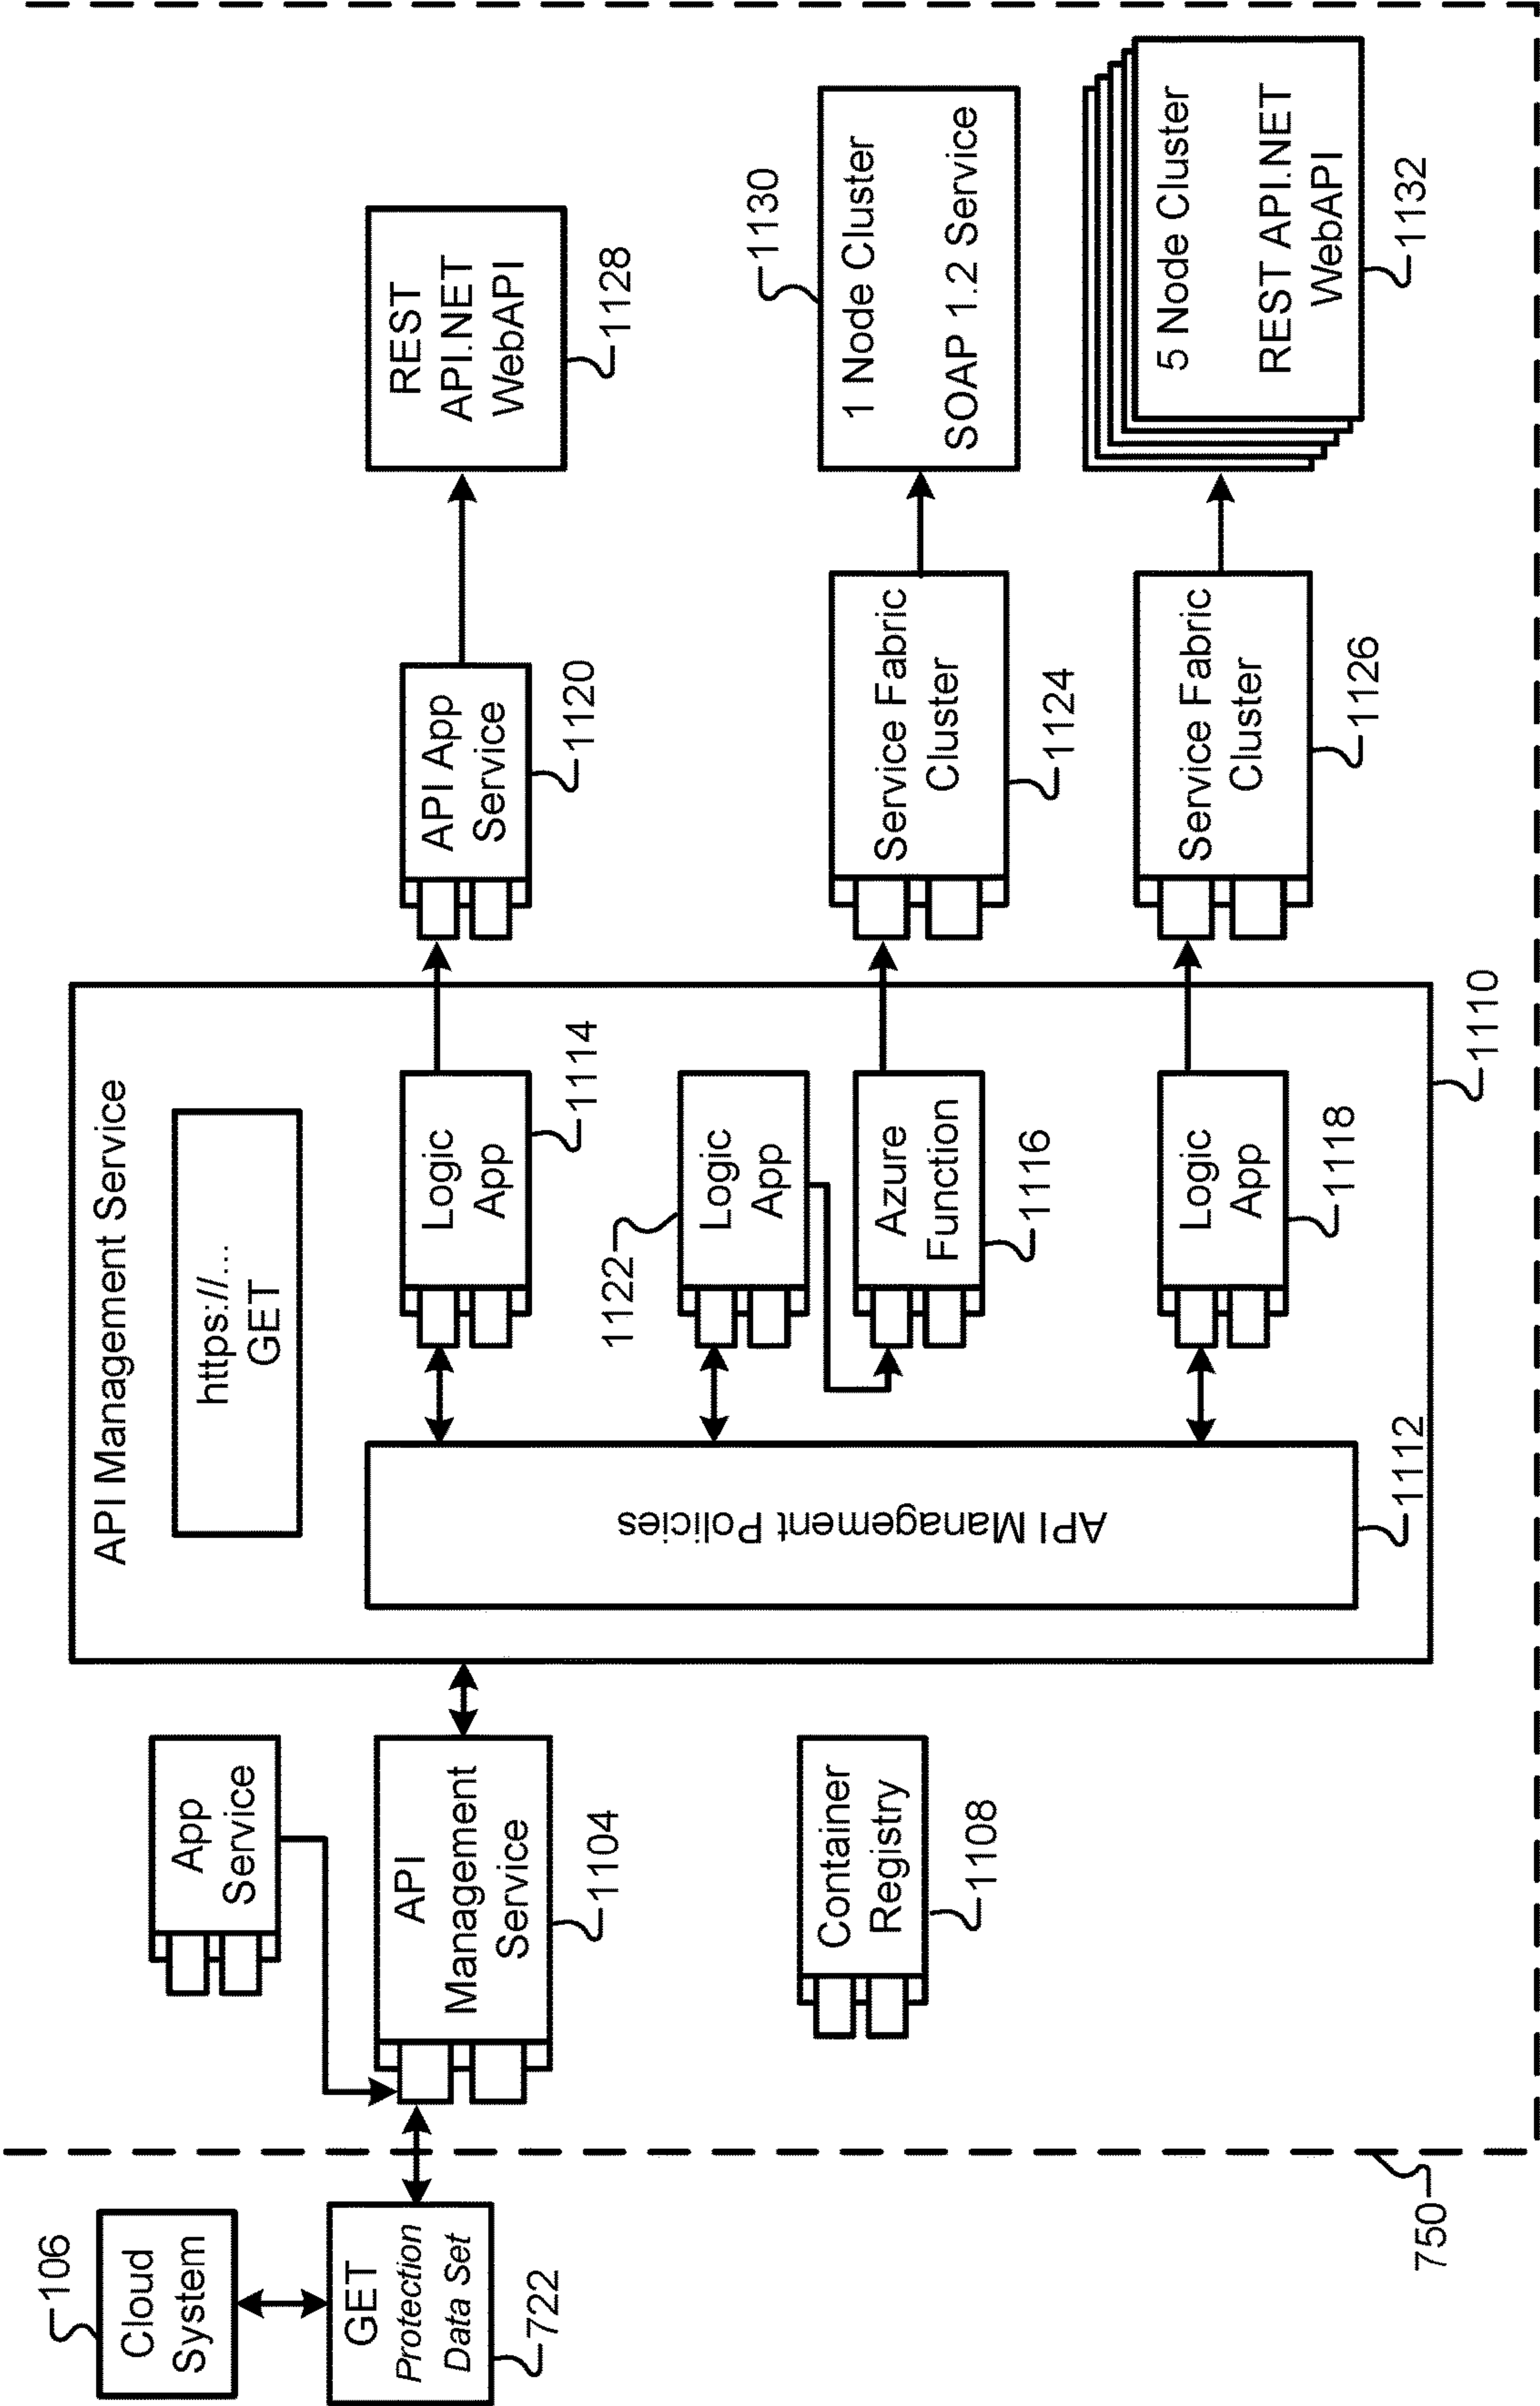 106
Cloud
System
GET
Protection
Data Set
722
750
App
Service
API
Management
Service
1104
Container
Registry
1108
API Management Service
https://...
GET
API Management Policies
1112
Logic
App
1114
1122
Logic
App
Azure
Function
1116
Logic
App
1118
1110
API App
Service
1120
Service Fabric
Cluster
1124
Service Fabric
Cluster
1126
REST
API.NET
WebAPI
1128
1130
1 Node Cluster
SOAP 1.2 Service
5 Node Cluster
REST API.NET
WebAPI
1132